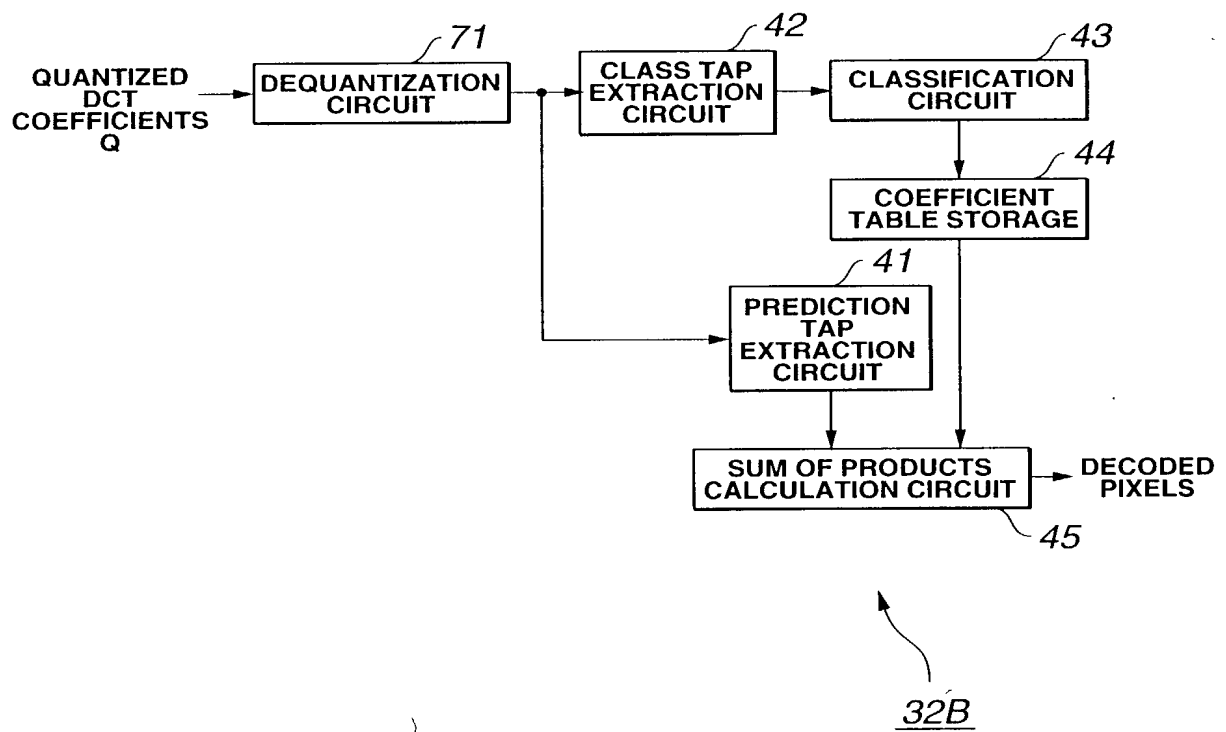 71
42
43
QUANTIZED
DCT
COEFFICIENTS
Q
DEQUANTIZATION
CIRCUIT
CLASS TAP
EXTRACTION
CIRCUIT
CLASSIFICATION
CIRCUIT
44
COEFFICIENT
TABLE STORAGE
41
PREDICTION
TAP
EXTRACTION
CIRCUIT
SUM OF PRODUCTS
CALCULATION CIRCUIT
DECODED
PIXELS
45
32B